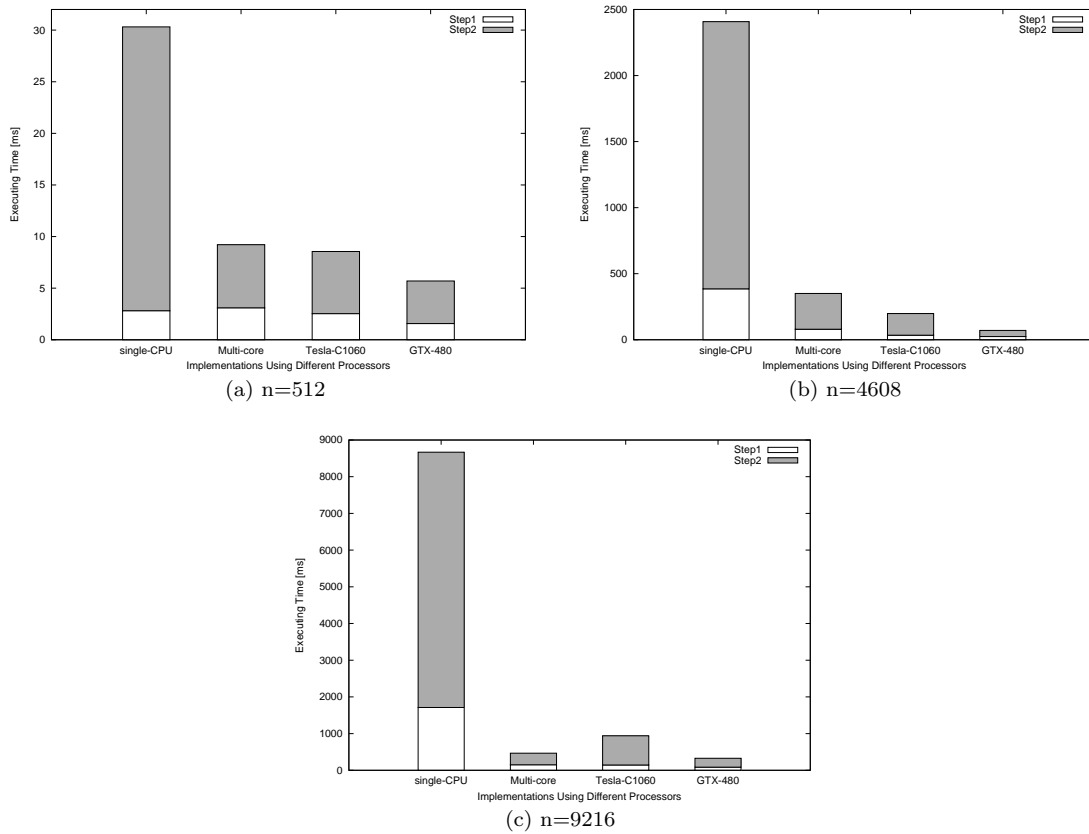 30
25
20
15
10
5
0
Executing Time [ms]
Step1
Step2
single-CPU Multi-core Tesla-C1060 GTX-480
Implementations Using Different Processors
(a) n=512
2500
2000
1500
1000
500
0
Executing Time [ms]
Step1
Step2
single-CPU Multi-core Tesla-C1060 GTX-480
Implementations Using Different Processors
(b) n=4608
9000
8000
7000
6000
5000
4000
3000
2000
1000
0
Executing Time [ms]
Step1
Step2
single-CPU Multi-core Tesla-C1060 GTX-480
Implementations Using Different Processors
(c) n=9216